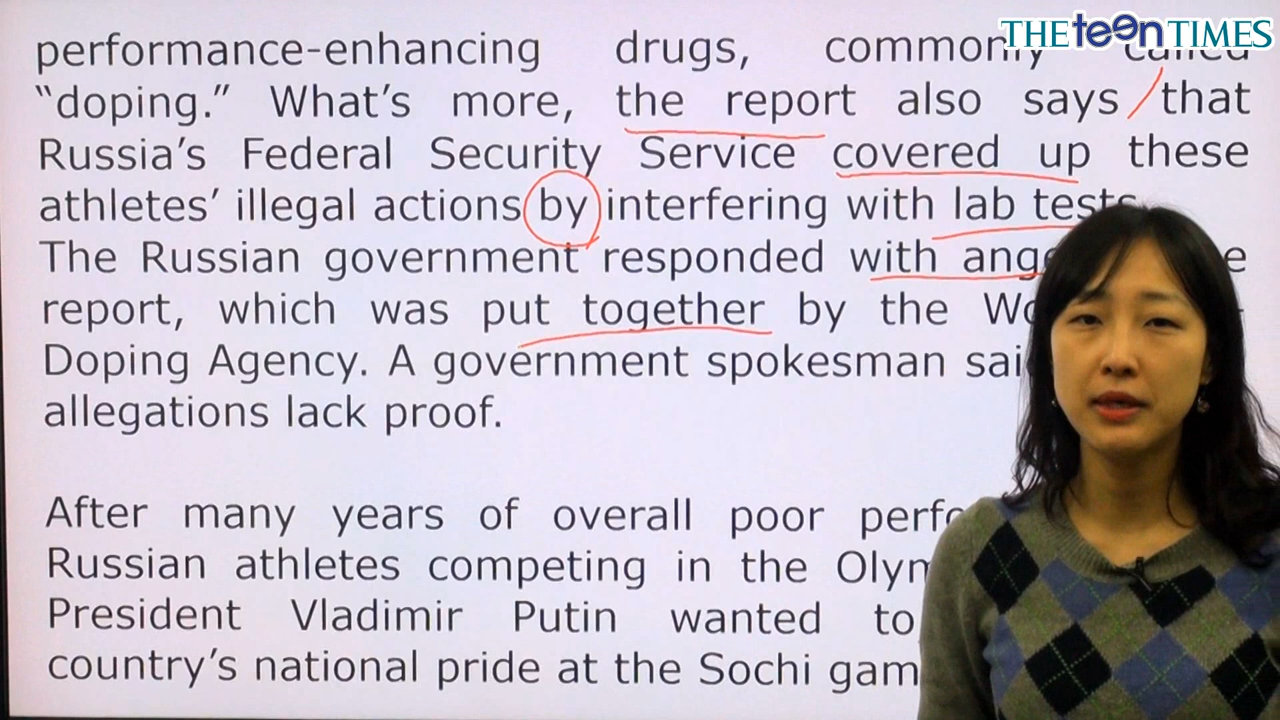 THE teen TIMES
performance-enhancing drugs, commonly called
“doping.” What’s more, the report also says that
Russia’s Federal Security Service covered up these
athletes’ illegal actions by interfering with lab tests.
The Russian government responded with
report, which was put together by the
Doping Agency. A government spokesman
allegations lack proof.
After many years of overall poor
Russian athletes competing in the
President Vladimir Putin wanted to
country’s national pride at the Sochi